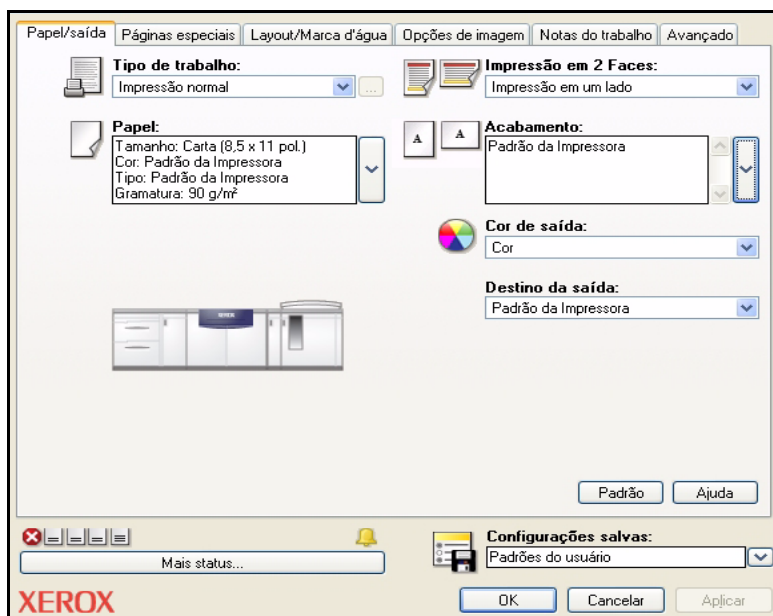 Papel/saída Páginas especiais Layout/Marca d'água Opções de imagem Notas do trabalho Avançado
Tipo de trabalho:
Impressão normal
...
Impressão em 2 Faces:
Impressão em um lado
Papel:
Tamanho: Carta (8,5 x 11 pol.)
Cor: Padrão da Impressora
Tipo: Padrão da Impressora
Gramatura: 90 g/m²
A A
Acabamento:
Padrão da Impressora
Cor de saída:
Cor
Destino da saída:
Padrão da Impressora
XEROX
Padrão Ajuda
Mais status...
Configurações salvas:
Padrões do usuário
XEROX
OK Cancelar Aplicar